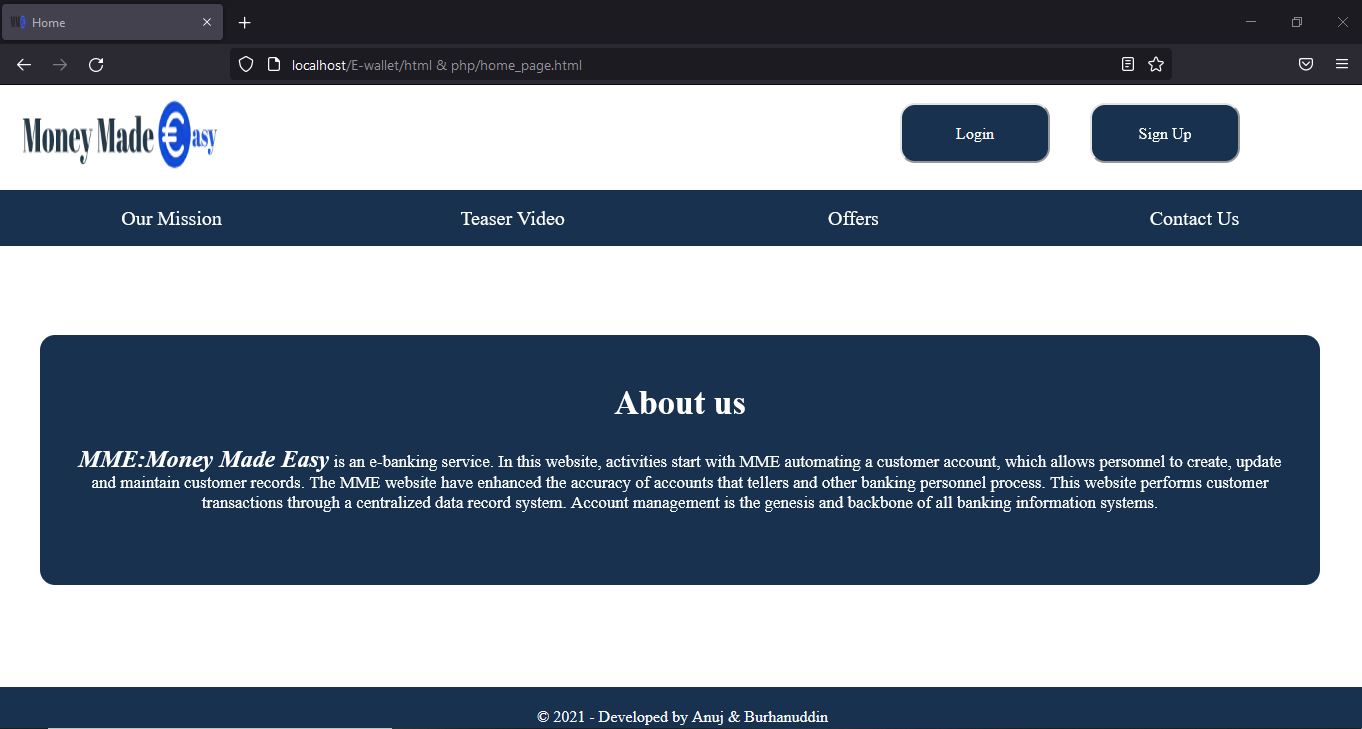 Home
localhost/E-wallet/html & php/home_page.html
Money Made €asy
Login
Sign Up
Our Mission
Teaser Video
Offers
Contact Us
About us
MME:Money Made Easy is an e-banking service. In this website, activities start with MME automating a customer account, which allows personnel to create, update
and maintain customer records. The MME website have enhanced the accuracy of accounts that tellers and other banking personnel process. This website performs customer
transactions through a centralized data record system. Account management is the genesis and backbone of all banking information systems.
© 2021 - Developed by Anuj & Burhanuddin